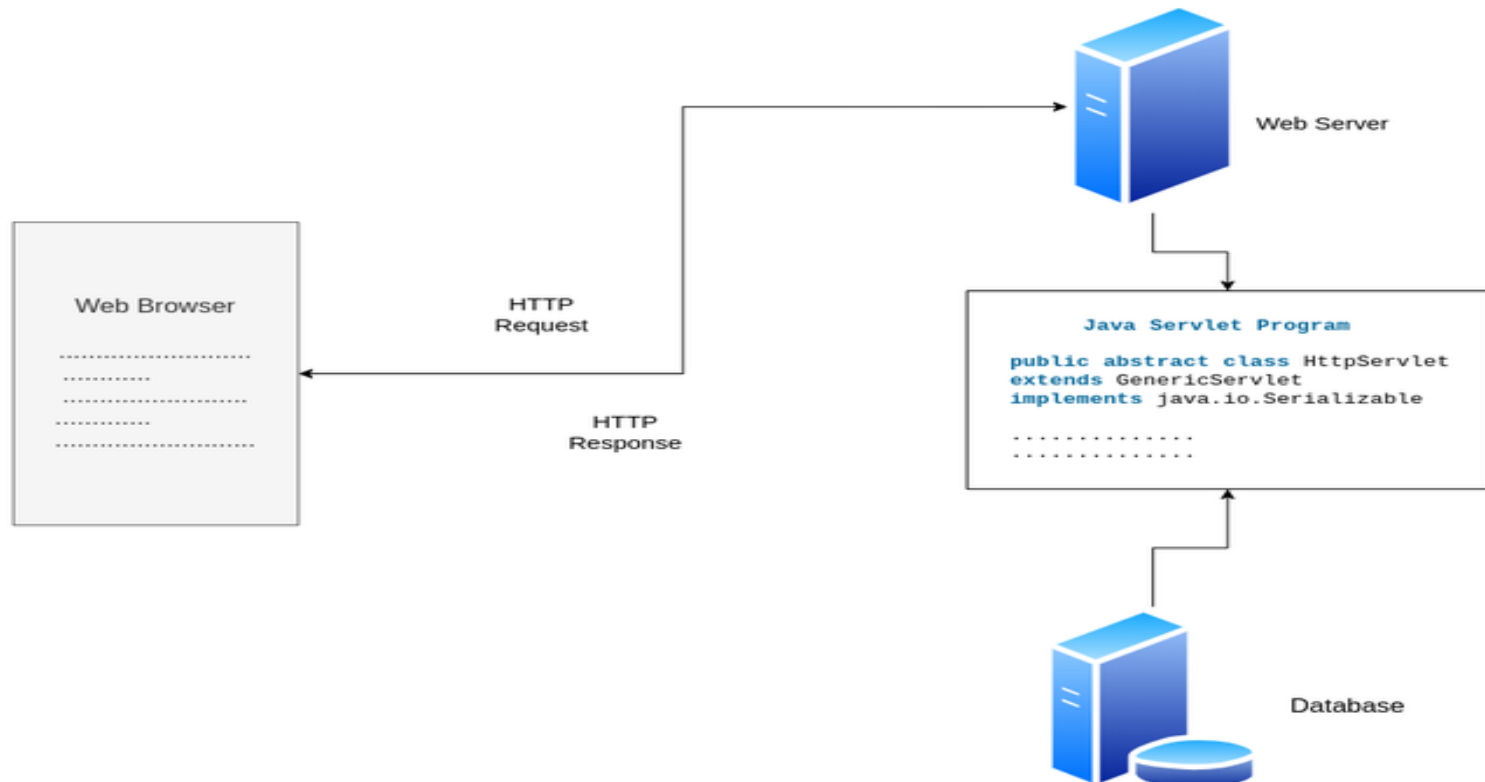 Web Server
Web Browser
HTTP
Request
HTTP
Response
Java Servlet Program
public abstract class HttpServlet
extends GenericServlet
implements java.io.Serializable
..............
..............
Database